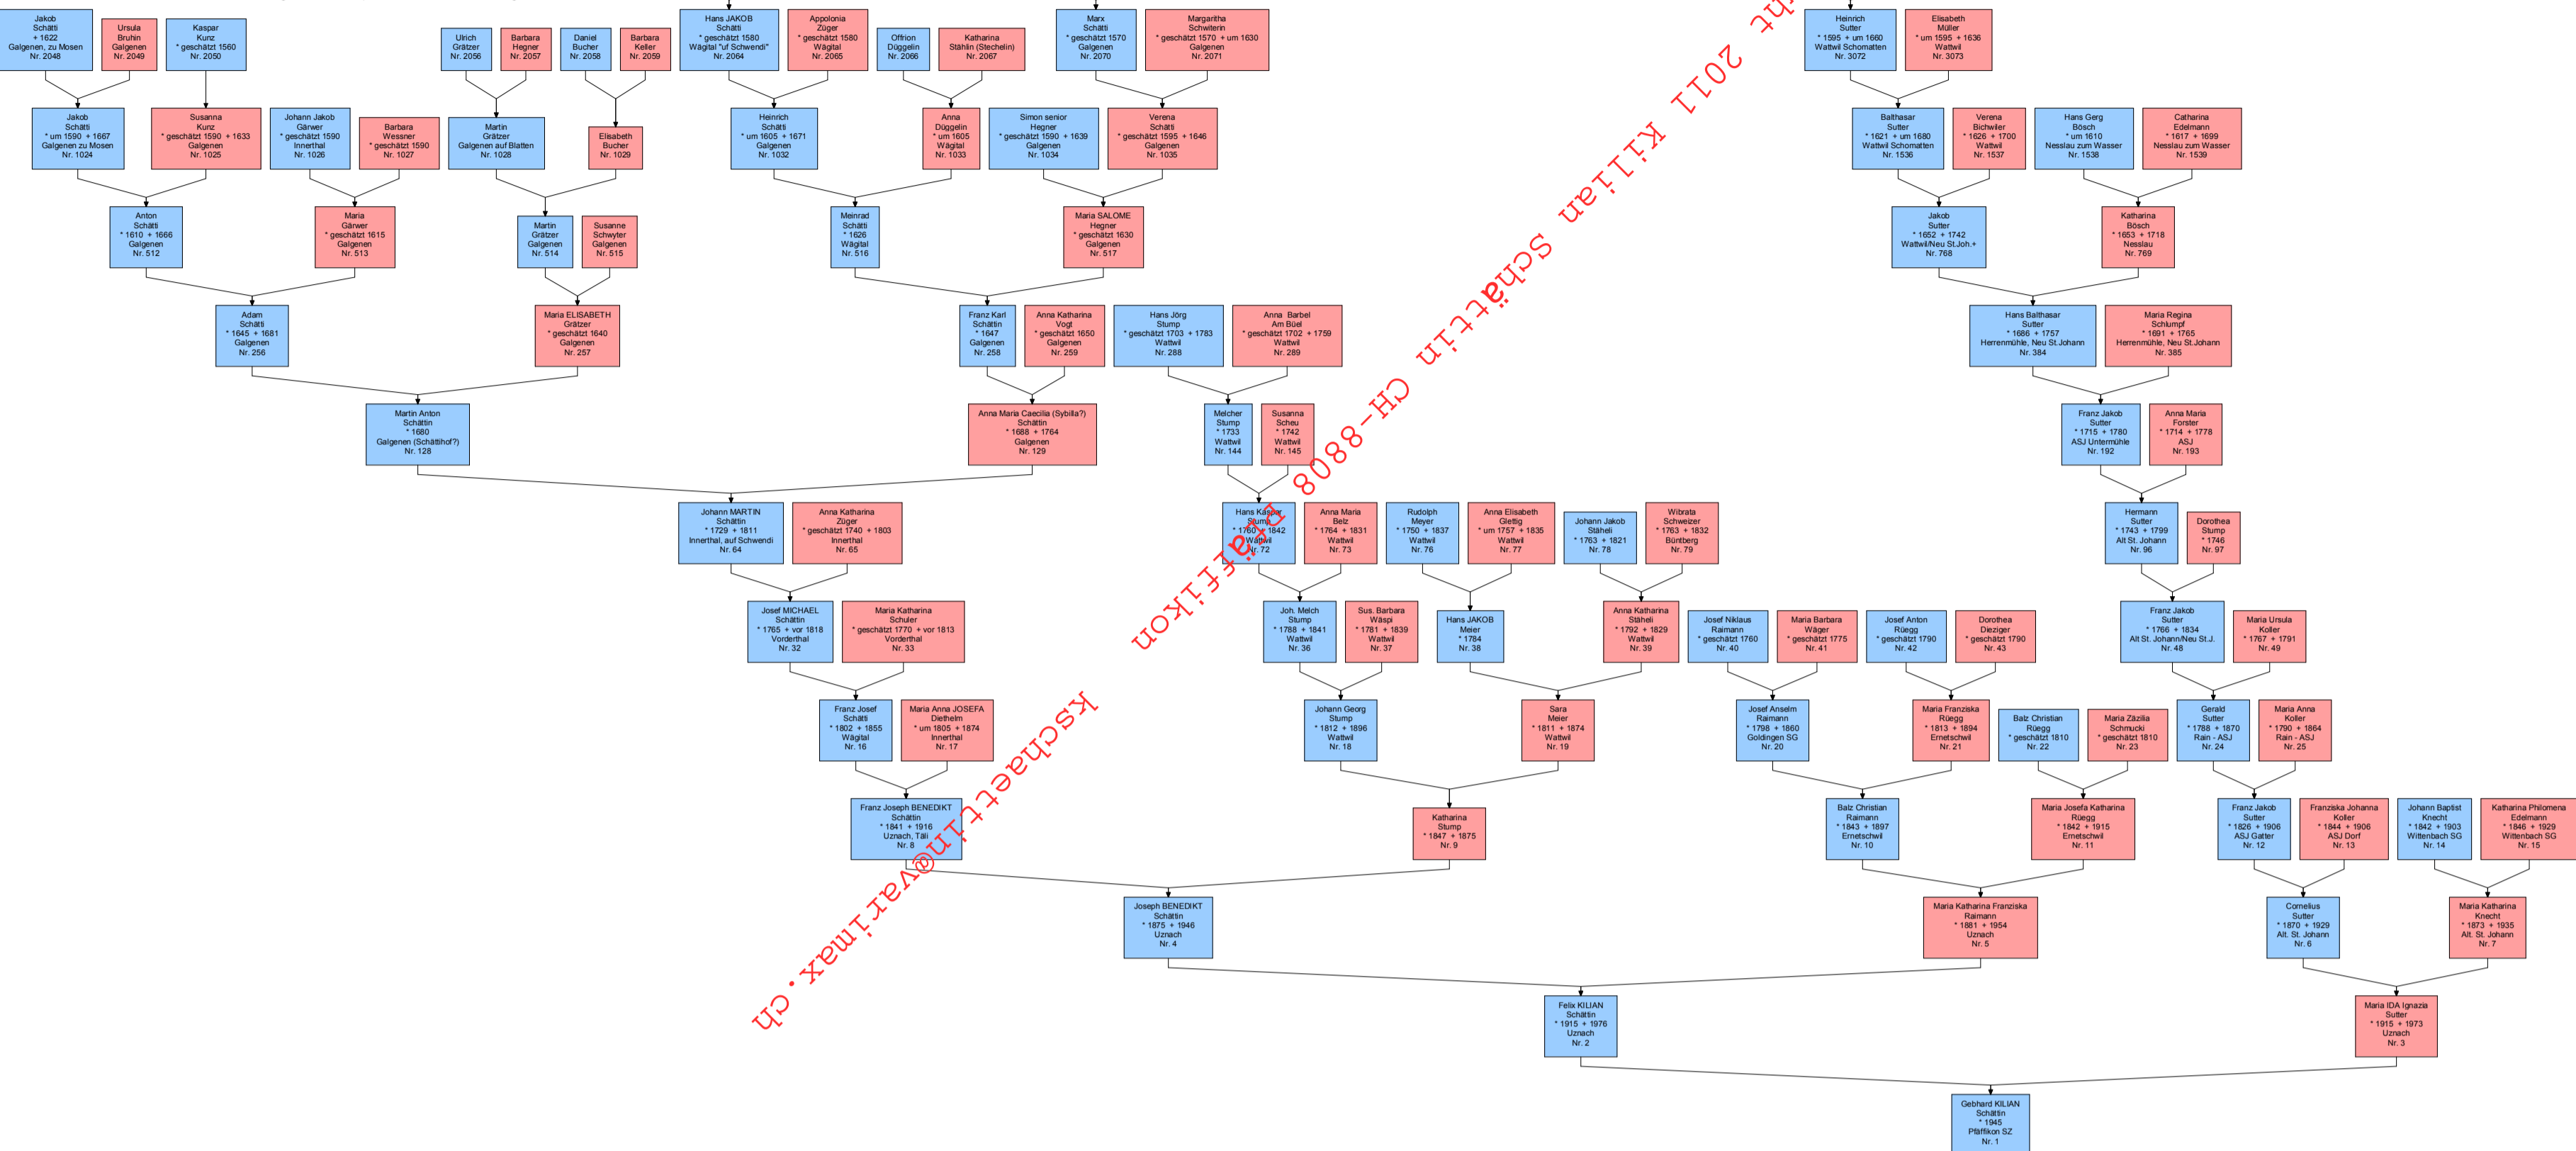 Jakob
Schätti
+ 1622
Galgenen, zu Mosen
Nr. 2048
Ursula
Bruhin
Galgenen
Nr. 2049
Kaspar
Kunz
* geschätzt 1560
Nr. 2050
Ulrich
Grätzer
Nr. 2056
Barbara
Hegner
Nr. 2057
Daniel
Bucher
Nr. 2058
Barbara
Keller
Nr. 2059
Hans JAKOB
Schätti
* geschätzt 1580
Wägital "uf Schwendi"
Nr. 2064
Appolonia
Züger
* geschätzt 1580
Wägital
Nr. 2065
Offrion
Düggelin
Nr. 2066
Katharina
Stählin (Stechelin)
Nr. 2067
Marx
Schätti
* geschätzt 1570
Galgenen
Nr. 2070
Margaritha
Schwiterin
* geschätzt 1570 + um 1630
Galgenen
Nr. 2071
Heinrich
Sutter
* 1595 + um 1660
Wattwil Schomatten
Nr. 3072
Elisabeth
Müller
* um 1595 + 1636
Wattwil
Nr. 3073
Jakob
Schätti
* um 1590 + 1667
Galgenen zu Mosen
Nr. 1024
Susanna
Kunz
* geschätzt 1590 + 1633
Galgenen
Nr. 1025
Johann Jakob
Gärwer
* geschätzt 1590
Innerthal
Nr. 1026
Barbara
Wessner
* geschätzt 1590
Nr. 1027
Martin
Grätzer
Galgenen auf Blatten
Nr. 1028
Elisabeth
Bucher
Nr. 1029
Heinrich
Schätti
* um 1605 + 1671
Galgenen
Nr. 1032
Anna
Düggelin
* um 1605
Wägital
Nr. 1033
Simon senior
Hegner
* geschätzt 1590 + 1639
Galgenen
Nr. 1034
Verena
Schätti
* geschätzt 1595 + 1646
Galgenen
Nr. 1035
Balthasar
Sutter
* 1621 + um 1680
Wattwil Schomatten
Nr. 1536
Verena
Bichwiler
* 1626 + 1700
Wattwil
Nr. 1537
Hans Gerg
Bösch
* um 1610
Nesslau zum Wasser
Nr. 1538
Catharina
Edelmann
* 1617 + 1699
Nesslau zum Wasser
Nr. 1539
Anton
Schätti
* 1610 + 1666
Galgenen
Nr. 512
Maria
Gärwer
* geschätzt 1615
Galgenen
Nr. 513
Martin
Grätzer
Galgenen
Nr. 514
Susanne
Schwyter
Galgenen
Nr. 515
Meinrad
Schätti
* 1626
Wägital
Nr. 516
Maria SALOME
Hegner
* geschätzt 1630
Galgenen
Nr. 517
Jakob
Sutter
* 1652 + 1742
Wattwil/Neu St.Joh.+
Nr. 768
Katharina
Bösch
* 1653 + 1718
Nesslau
Nr. 769
Adam
Schätti
* 1645 + 1681
Galgenen
Nr. 256
Maria ELISABETH
Grätzer
* geschätzt 1640
Galgenen
Nr. 257
Franz Karl
Schättin
* 1647
Galgenen
Nr. 258
Anna Katharina
Vogt
* geschätzt 1650
Galgenen
Nr. 259
Hans Jörg
Stump
* geschätzt 1703 + 1783
Wattwil
Nr. 288
Anna Barbel
Am Büel
* geschätzt 1702 + 1759
Wattwil
Nr. 289
Hans Balthasar
Sutter
* 1686 + 1757
Herrenmühle, Neu St.Johann
Nr. 384
Maria Regina
Schlumpf
* 1691 + 1765
Herrenmühle, Neu St.Johann
Nr. 385
Martin Anton
Schättin
* 1680
Galgenen (Schättihof?)
Nr. 128
Anna Maria Caecilia (Sybilla?)
Schättin
* 1688 + 1764
Galgenen
Nr. 129
Melcher
Stump
* 1733
Wattwil
Nr. 144
Susanna
Scheu
* 1742
Wattwil
Nr. 145
Franz Jakob
Sutter
* 1715 + 1780
ASJ Untermühle
Nr. 192
Anna Maria
Forster
* 1714 + 1778
ASJ
Nr. 193
Johann MARTIN
Schättin
* 1729 + 1811
Innerthal, auf Schwendi
Nr. 64
Anna Katharina
Züger
* geschätzt 1740 + 1803
Innerthal
Nr. 65
Hans Kaspar
Stump
* 1760 + 1842
Wattwil
Nr. 72
Anna Maria
Belz
* 1764 + 1831
Wattwil
Nr. 73
Rudolph
Meyer
* 1750 + 1837
Wattwil
Nr. 76
Anna Elisabeth
Glettig
* um 1757 + 1835
Wattwil
Nr. 77
Johann Jakob
Stäheli
* 1763 + 1821
Nr. 78
Wibrata
Schweizer
* 1763 + 1832
Büntberg
Nr. 79
Hermann
Sutter
* 1743 + 1799
Alt St. Johann
Nr. 96
Dorothea
Stump
* 1746
Nr. 97
Josef MICHAEL
Schättin
* 1765 + vor 1818
Vorderthal
Nr. 32
Maria Katharina
Schuler
* geschätzt 1770 + vor 1813
Vorderthal
Nr. 33
Joh. Melch
Stump
* 1788 + 1841
Wattwil
Nr. 36
Sus. Barbara
Wäspi
* 1781 + 1839
Wattwil
Nr. 37
Hans JAKOB
Meier
* 1784
Wattwil
Nr. 38
Anna Katharina
Stäheli
* 1792 + 1829
Wattwil
Nr. 39
Josef Niklaus
Raimann
* geschätzt 1760
Nr. 40
Maria Barbara
Wäger
* geschätzt 1775
Nr. 41
Josef Anton
Rüegg
* geschätzt 1790
Nr. 42
Dorothea
Dieziger
* geschätzt 1790
Nr. 43
Franz Jakob
Sutter
* 1766 + 1834
Alt St. Johann/Neu St.J.
Nr. 48
Maria Ursula
Koller
* 1767 + 1791
Nr. 49
Franz Josef
Schätti
* 1802 + 1855
Wägital
Nr. 16
Maria Anna JOSEFA
Diethelm
* um 1805 + 1874
Innerthal
Nr. 17
Johann Georg
Stump
* 1812 + 1896
Wattwil
Nr. 18
Sara
Meier
* 1811 + 1874
Wattwil
Nr. 19
Josef Anselm
Raimann
* 1798 + 1860
Goldingen SG
Nr. 20
Maria Franziska
Rüegg
* 1813 + 1894
Ernetschwil
Nr. 21
Balz Christian
Rüegg
* geschätzt 1810
Nr. 22
Maria Zäzilia
Schmucki
* geschätzt 1810
Nr. 23
Gerald
Sutter
* 1788 + 1870
Rain - ASJ
Nr. 24
Maria Anna
Koller
* 1790 + 1864
Rain - ASJ
Nr. 25
Franz Joseph BENEDIKT
Schättin
* 1841 + 1916
Uznach, Täli
Nr. 8
Katharina
Stump
* 1847 + 1875
Nr. 9
Balz Christian
Raimann
* 1843 + 1897
Ernetschwil
Nr. 10
Maria Josefa Katharina
Rüegg
* 1842 + 1915
Ernetschwil
Nr. 11
Franz Jakob
Sutter
* 1826 + 1906
ASJ Gatter
Nr. 12
Franziska Johanna
Koller
* 1844 + 1906
ASJ Dorf
Nr. 13
Johann Baptist
Knecht
* 1842 + 1903
Wittenbach SG
Nr. 14
Katharina Philomena
Edelmann
* 1846 + 1929
Wittenbach SG
Nr. 15
Joseph BENEDIKT
Schättin
* 1875 + 1946
Uznach
Nr. 4
Maria Katharina Franziska
Raimann
* 1881 + 1954
Uznach
Nr. 5
Cornelius
Sutter
* 1870 + 1929
Alt. St. Johann
Nr. 6
Maria Katharina
Knecht
* 1873 + 1935
Alt. St. Johann
Nr. 7
Felix KILIAN
Schättin
* 1915 + 1976
Uznach
Nr. 2
Maria IDA Ignazia
Sutter
* 1915 + 1973
Uznach
Nr. 3
Gebhard KILIAN
Schättin
* 1945
Pfäffikon SZ
Nr. 1
ht 2011 Kilian Schättin CH-8808 Pfäffikon
kschaettin@varimax.ch